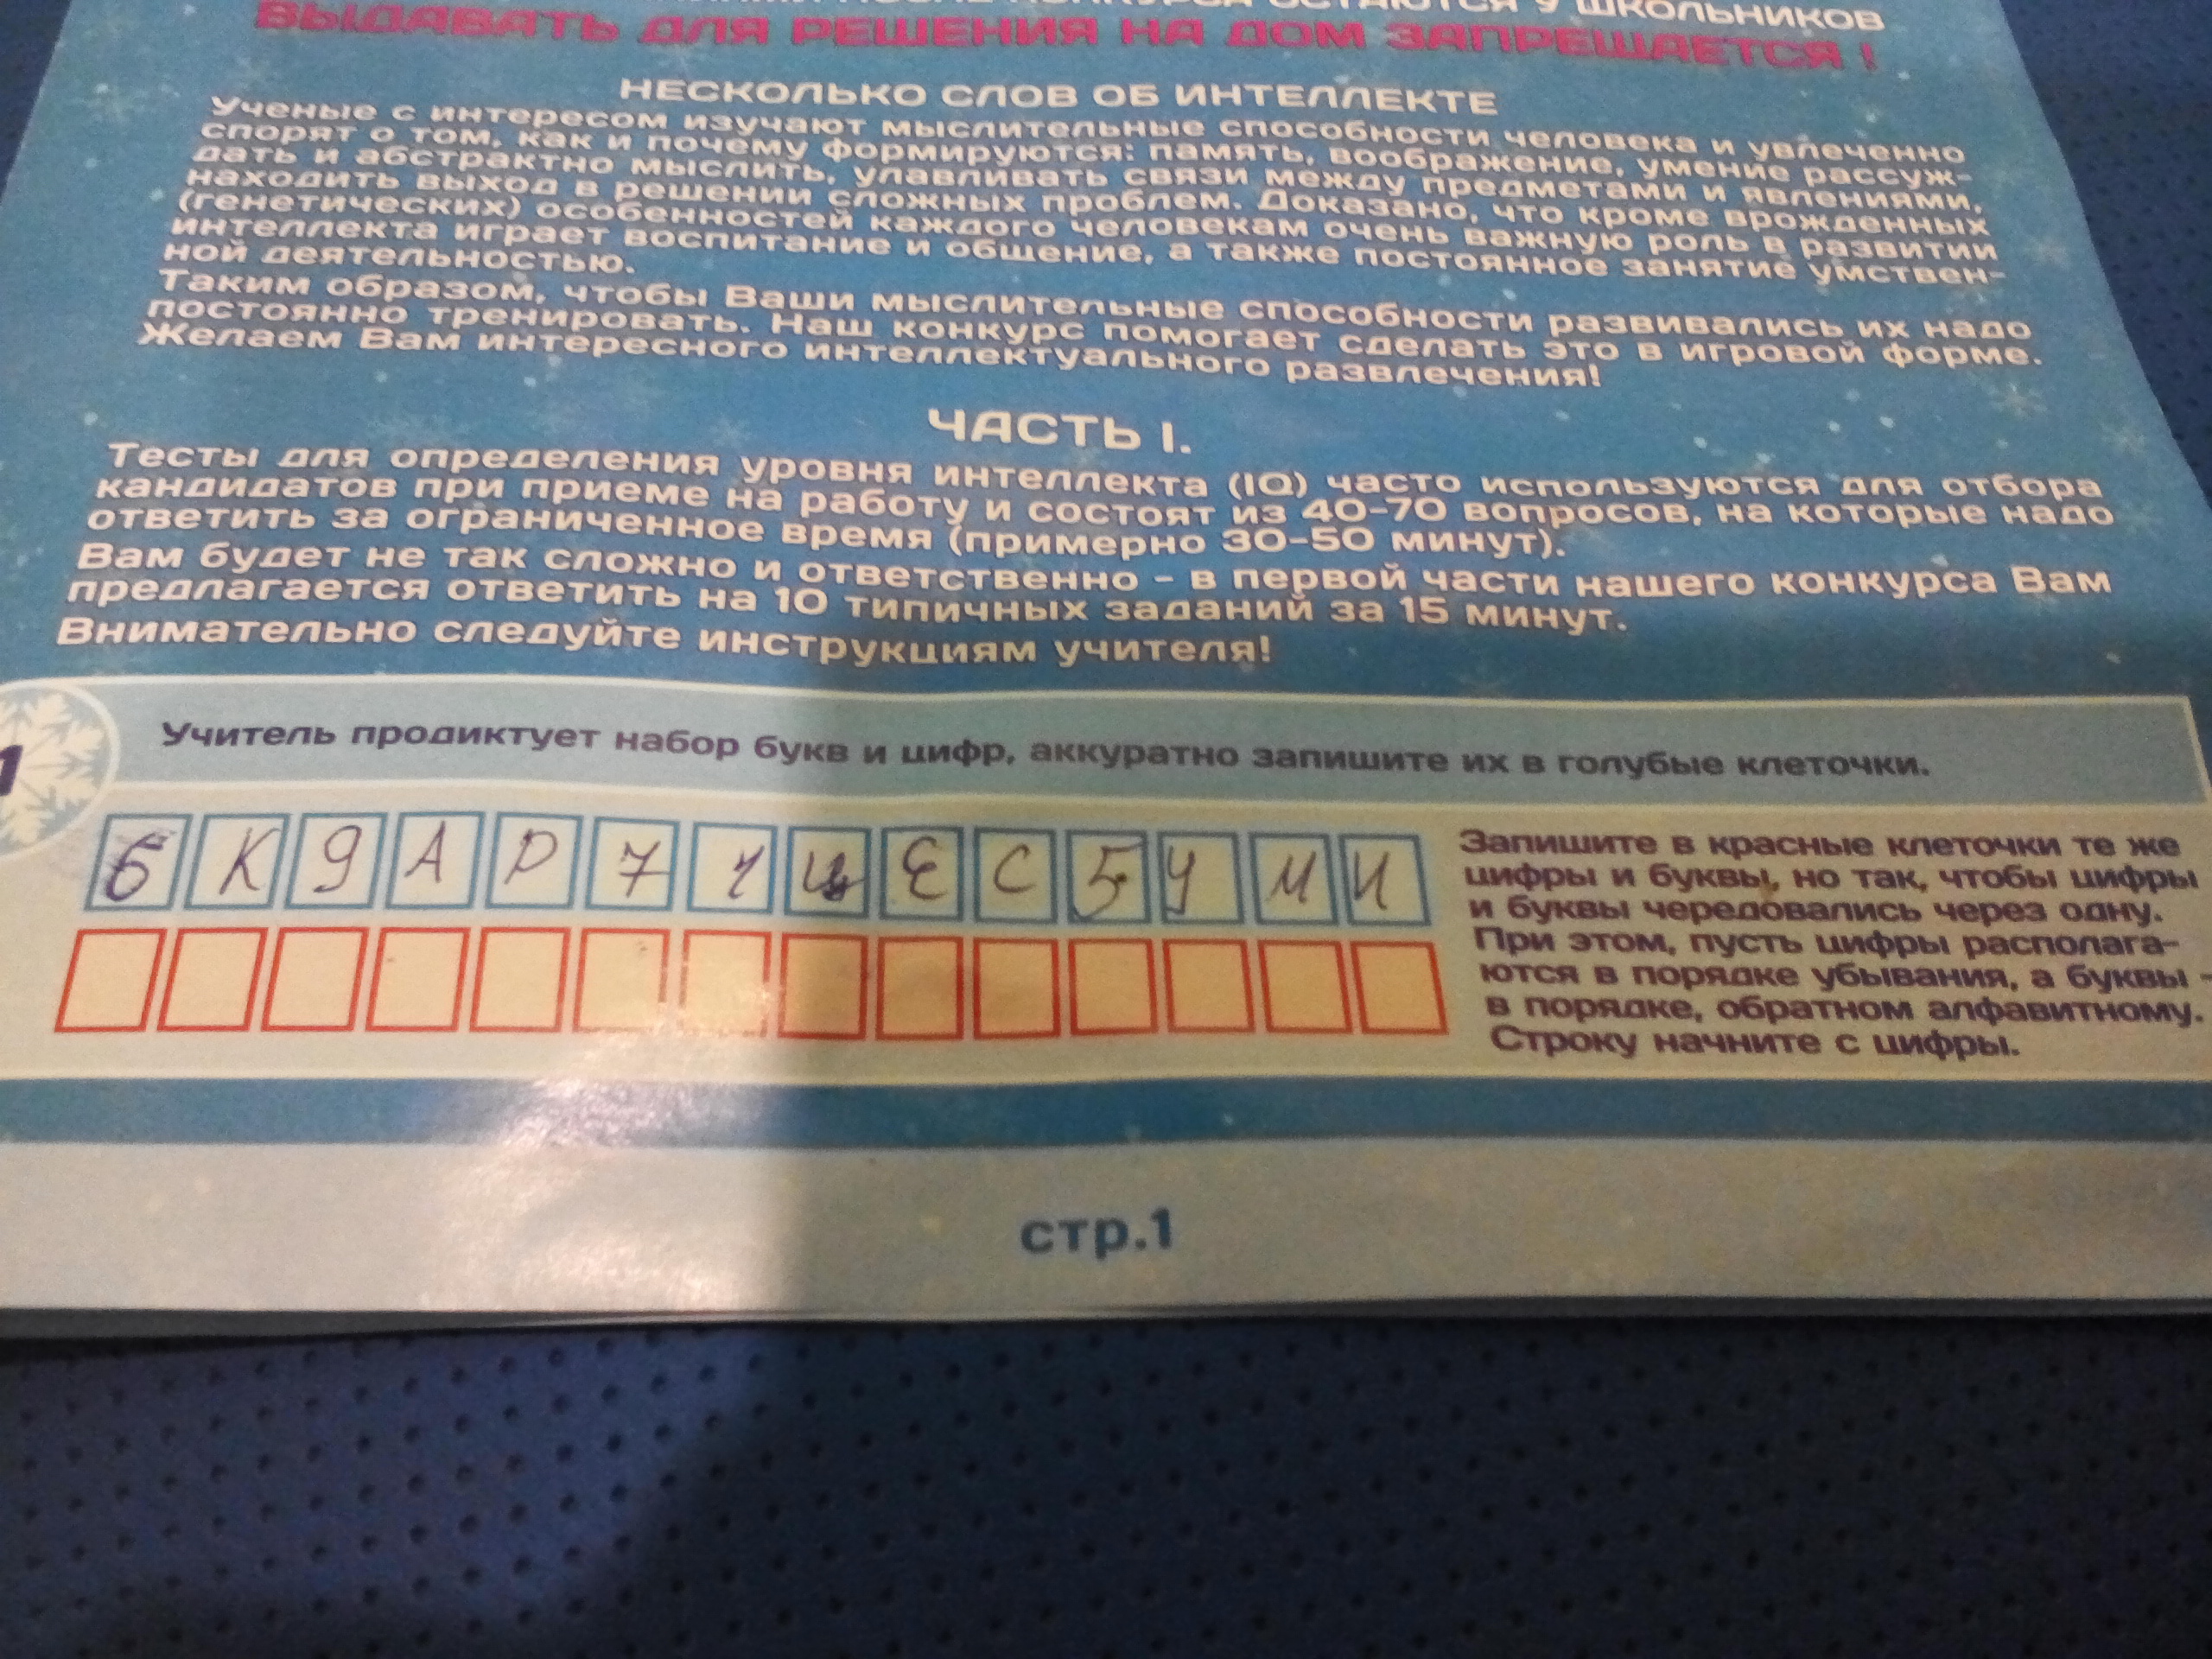 ПОСЛЕ КОНКУРСА ОСТАЮТСЯ У ШКОЛЬНИКОВ
ВЫДАВАТЬ ДЛЯ РЕШЕНИЯ НА ДОМ ЗАПРЕЩАЕТСЯ !
НЕСКОЛЬКО СЛОВ ОБ ИНТЕЛЛЕКТЕ
Ученые с интересом изучают мыслительные способности человека и увлеченно
спорят о том, как и почему формируются: память, воображение, умение рассуж-
дать и абстрактно мыслить, улавливать связи между предметами и явлениями,
находить выход в решении сложных проблем. Доказано, что кроме врожденных
(генетических) особенностей каждого человекам очень важную роль в развитии
интеллекта играет воспитание и общение, а также постоянное занятие умствен-
ной деятельностью.
Таким образом, чтобы Ваши мыслительные способности развивались их надо
постоянно тренировать. Наш конкурс помогает сделать это в игровой форме.
Желаем Вам интересного интеллектуального развлечения!
ЧАСТЬ I.
Тесты для определения уровня интеллекта (IQ) часто используются для отбора
кандидатов при приеме на работу и состоят из 40-70 вопросов, на которые надо
ответить за ограниченное время (примерно 30-50 минут).
Вам будет не так сложно и ответственно - в первой части нашего конкурса Вам
предлагается ответить на 10 типичных заданий за 15 минут.
Внимательно следуйте инструкциям учителя!
1
Учитель продиктует набор букв и цифр, аккуратно запишите их в голубые клеточки.
К 9 А Р 7 Е С 5 И
Запишите в красные клеточки те же
цифры и буквы, но так, чтобы цифры
и буквы чередовались через одну.
При этом, пусть цифры располага-
ются в порядке убывания, а буквы -
в порядке, обратном алфавитному.
Строку начните с цифры.
стр.1